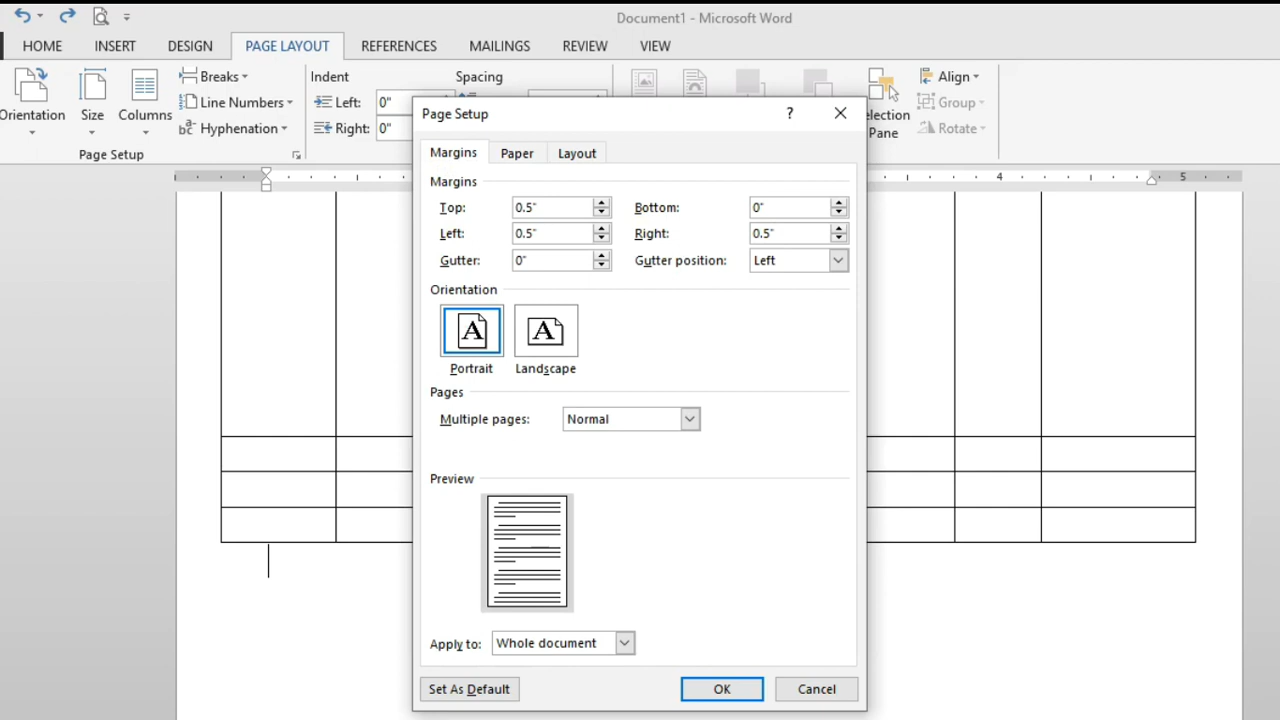 Document1 - Microsoft Word
HOME INSERT DESIGN PAGE LAYOUT REFERENCES MAILINGS REVIEW VIEW
Breaks Indent Spacing Align
Line Numbers Left: 0" Group
Orientation Size Columns Hyphenation Right: 0" Pane Rotate
Page Setup
4 5
Page Setup ?
Margins Paper Layout
Margins
Top: 0.5" Bottom: 0"
Left: 0.5" Right: 0.5"
Gutter: 0" Gutter position: Left
Orientation
A A
Portrait Landscape
Pages
Multiple pages: Normal
Preview
Apply to: Whole document
Set As Default OK Cancel